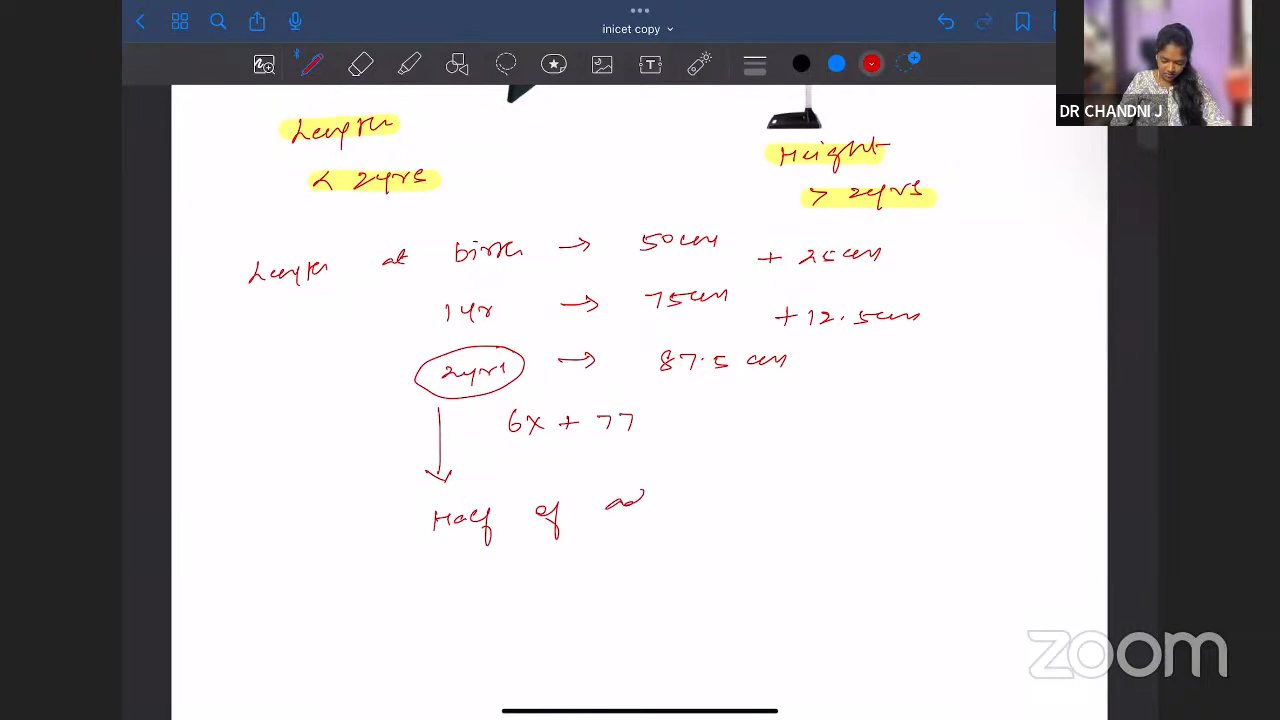 inicet copy
DR CHANDNI J
Length
< 2yrs
Height
> 2yrs
Length at birth → 50cm
+ 25cm
1yr → 75cm
+12.5cm
2yrs → 87.5 cm
6x + 77
Half of ad
zoom